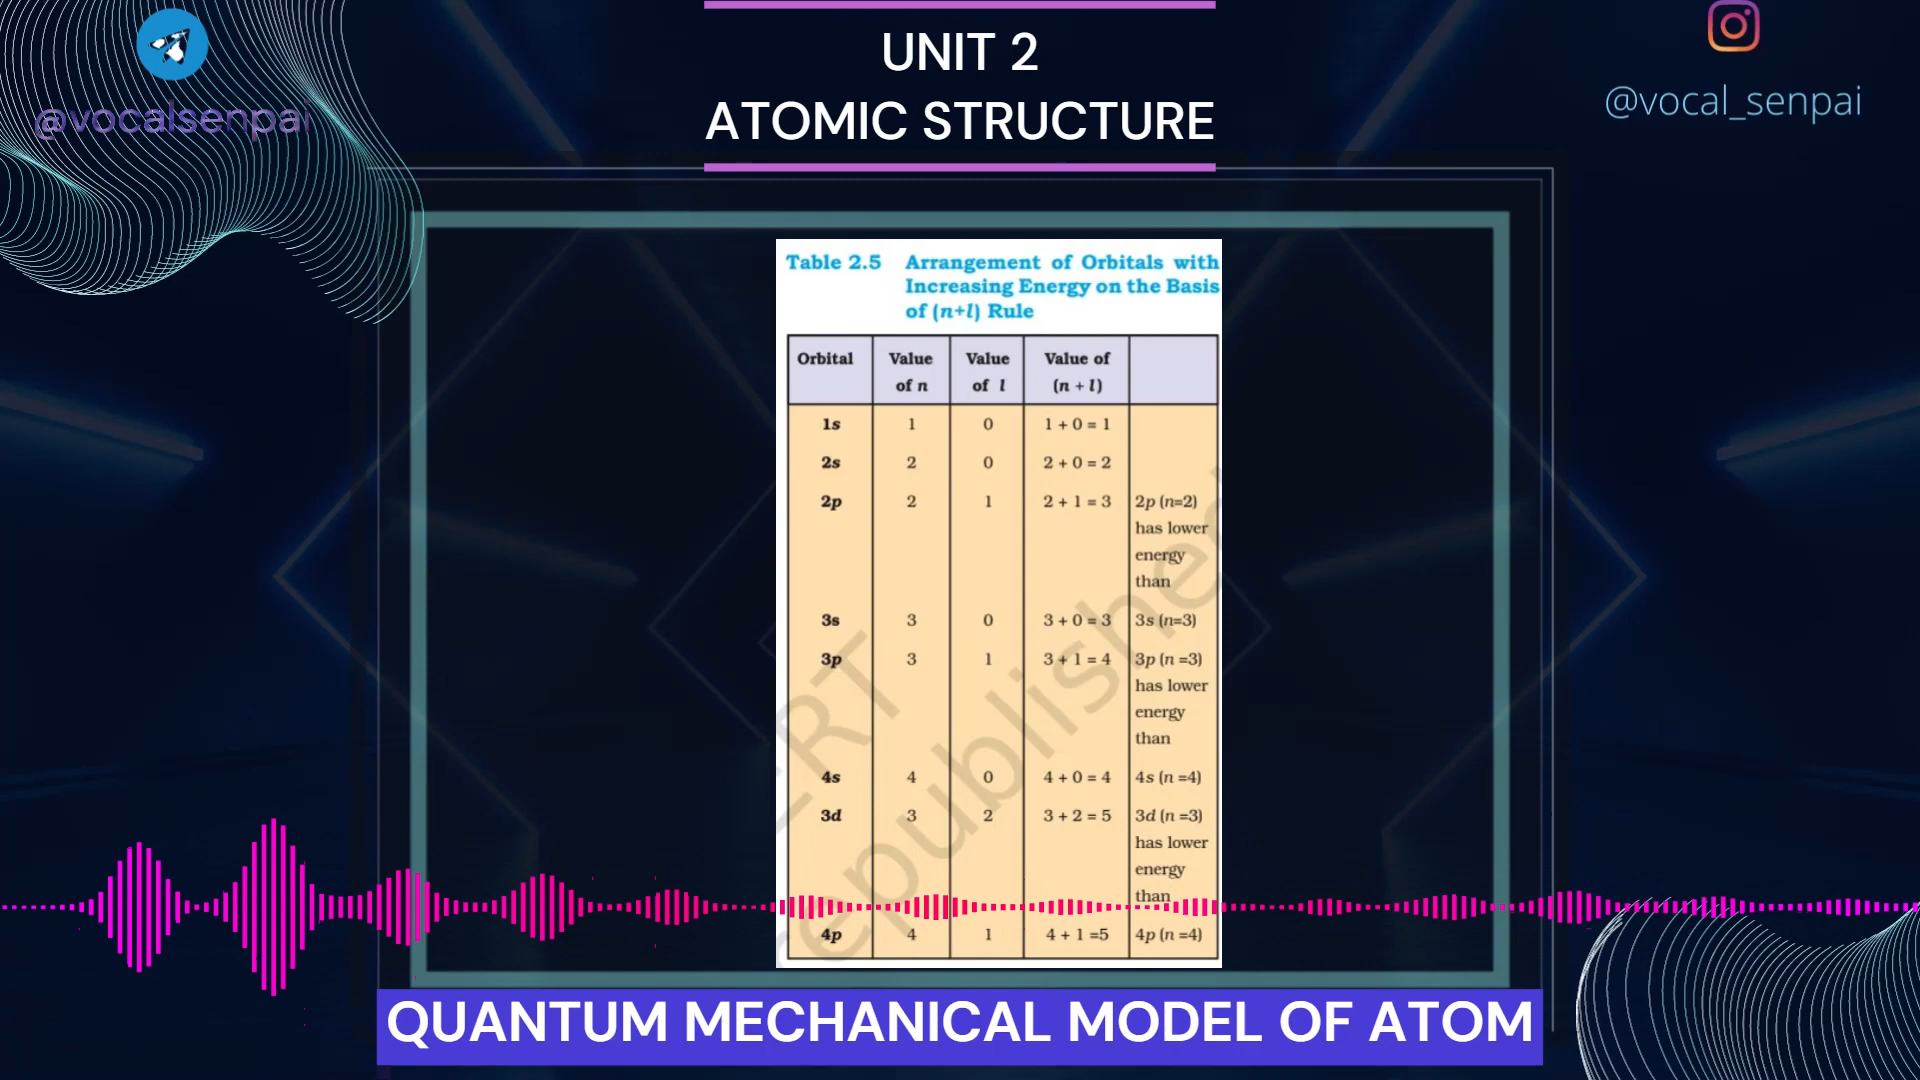 UNIT 2
ATOMIC STRUCTURE
@vocalsenpai
@vocal_senpai
Table 2.5 Arrangement of Orbitals with
Increasing Energy on the Basis
of (n+l) Rule
Orbital Value of n Value of l Value of (n + l)
1s 1 0 1 + 0 = 1
2s 2 0 2 + 0 = 2
2p 2 1 2 + 1 = 3 2p (n=2)
has lower
energy
than
3s 3 0 3 + 0 = 3 3s (n=3)
3p 3 1 3 + 1 = 4 3p (n =3)
has lower
energy
than
4s 4 0 4 + 0 = 4 4s (n =4)
3d 3 2 3 + 2 = 5 3d (n =3)
has lower
energy
than
4p 4 1 4 + 1 =5 4p (n =4)
republished
QUANTUM MECHANICAL MODEL OF ATOM